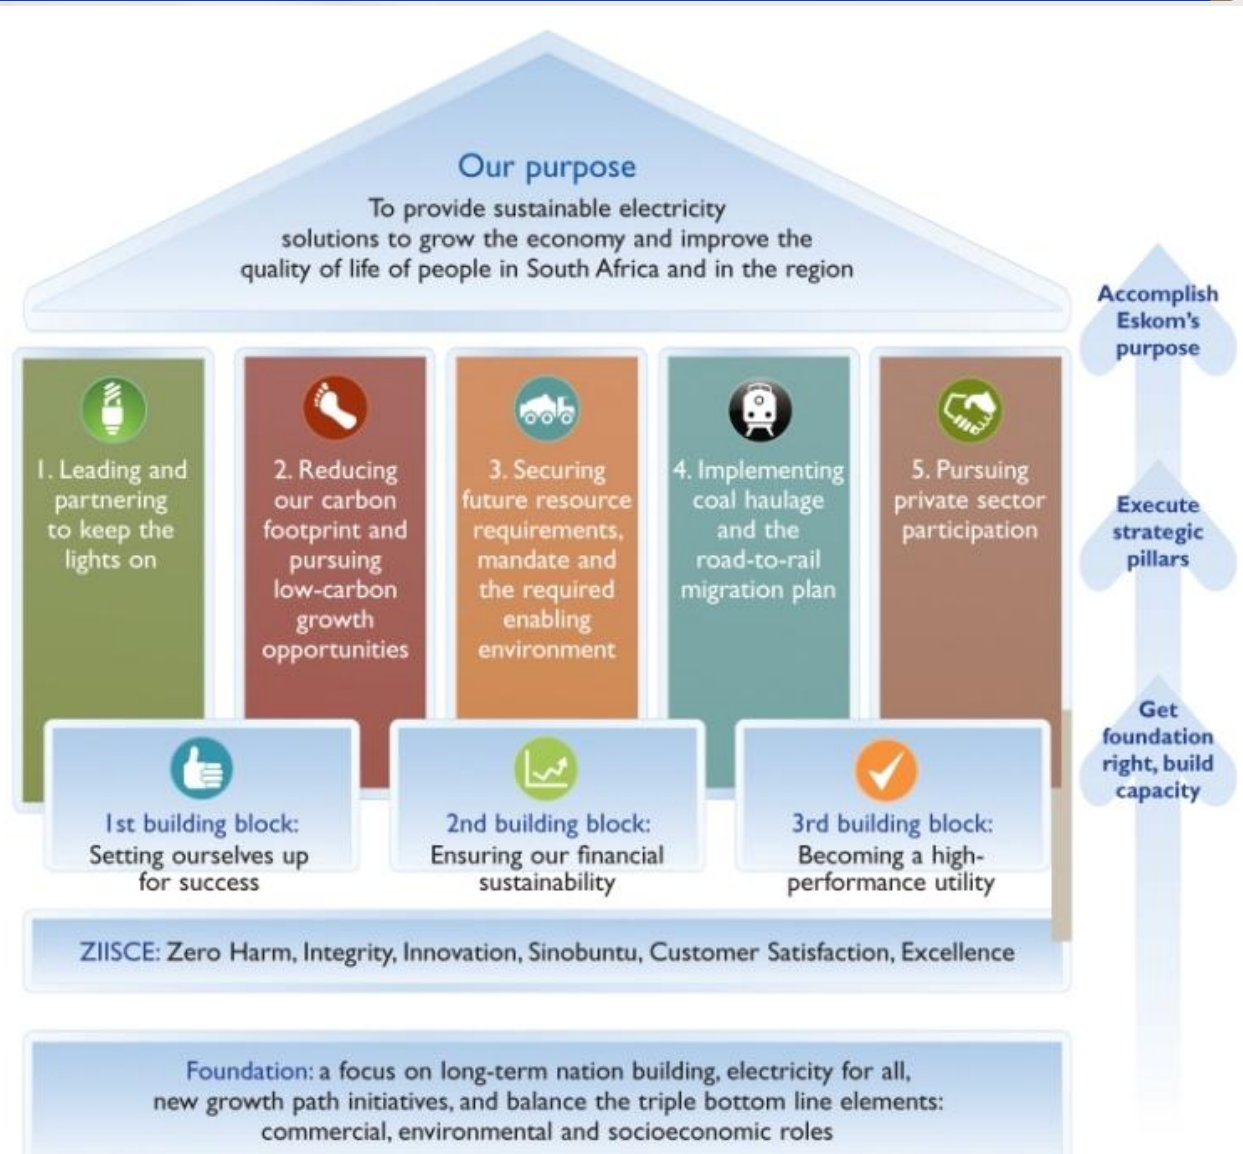 Our purpose
To provide sustainable electricity
solutions to grow the economy and improve the
quality of life of people in South Africa and in the region
Accomplish
Eskom's
purpose
1. Leading and
partnering
to keep the
lights on
2. Reducing
our carbon
footprint and
pursuing
low-carbon
growth
opportunities
3. Securing
future resource
requirements,
mandate and
the required
enabling
environment
4. Implementing
coal haulage
and the
road-to-rail
migration plan
5. Pursuing
private sector
participation
Execute
strategic
pillars
Get
foundation
right, build
capacity
1st building block:
Setting ourselves up
for success
2nd building block:
Ensuring our financial
sustainability
3rd building block:
Becoming a high-
performance utility
ZIISCE: Zero Harm, Integrity, Innovation, Sinobuntu, Customer Satisfaction, Excellence
Foundation: a focus on long-term nation building, electricity for all,
new growth path initiatives, and balance the triple bottom line elements:
commercial, environmental and socioeconomic roles